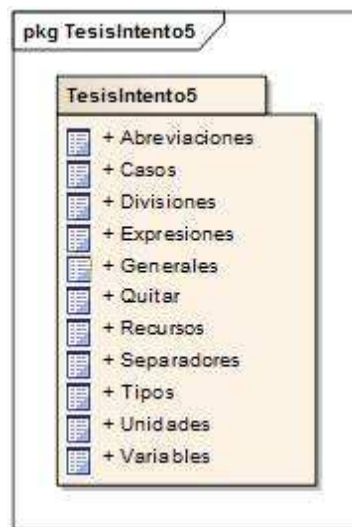 pkg TesisIntento5
TesisIntento5
+ Abreviaciones
+ Casos
+ Divisiones
+ Expresiones
+ Generales
+ Quitar
+ Recursos
+ Separadores
+ Tipos
+ Unidades
+ Variables